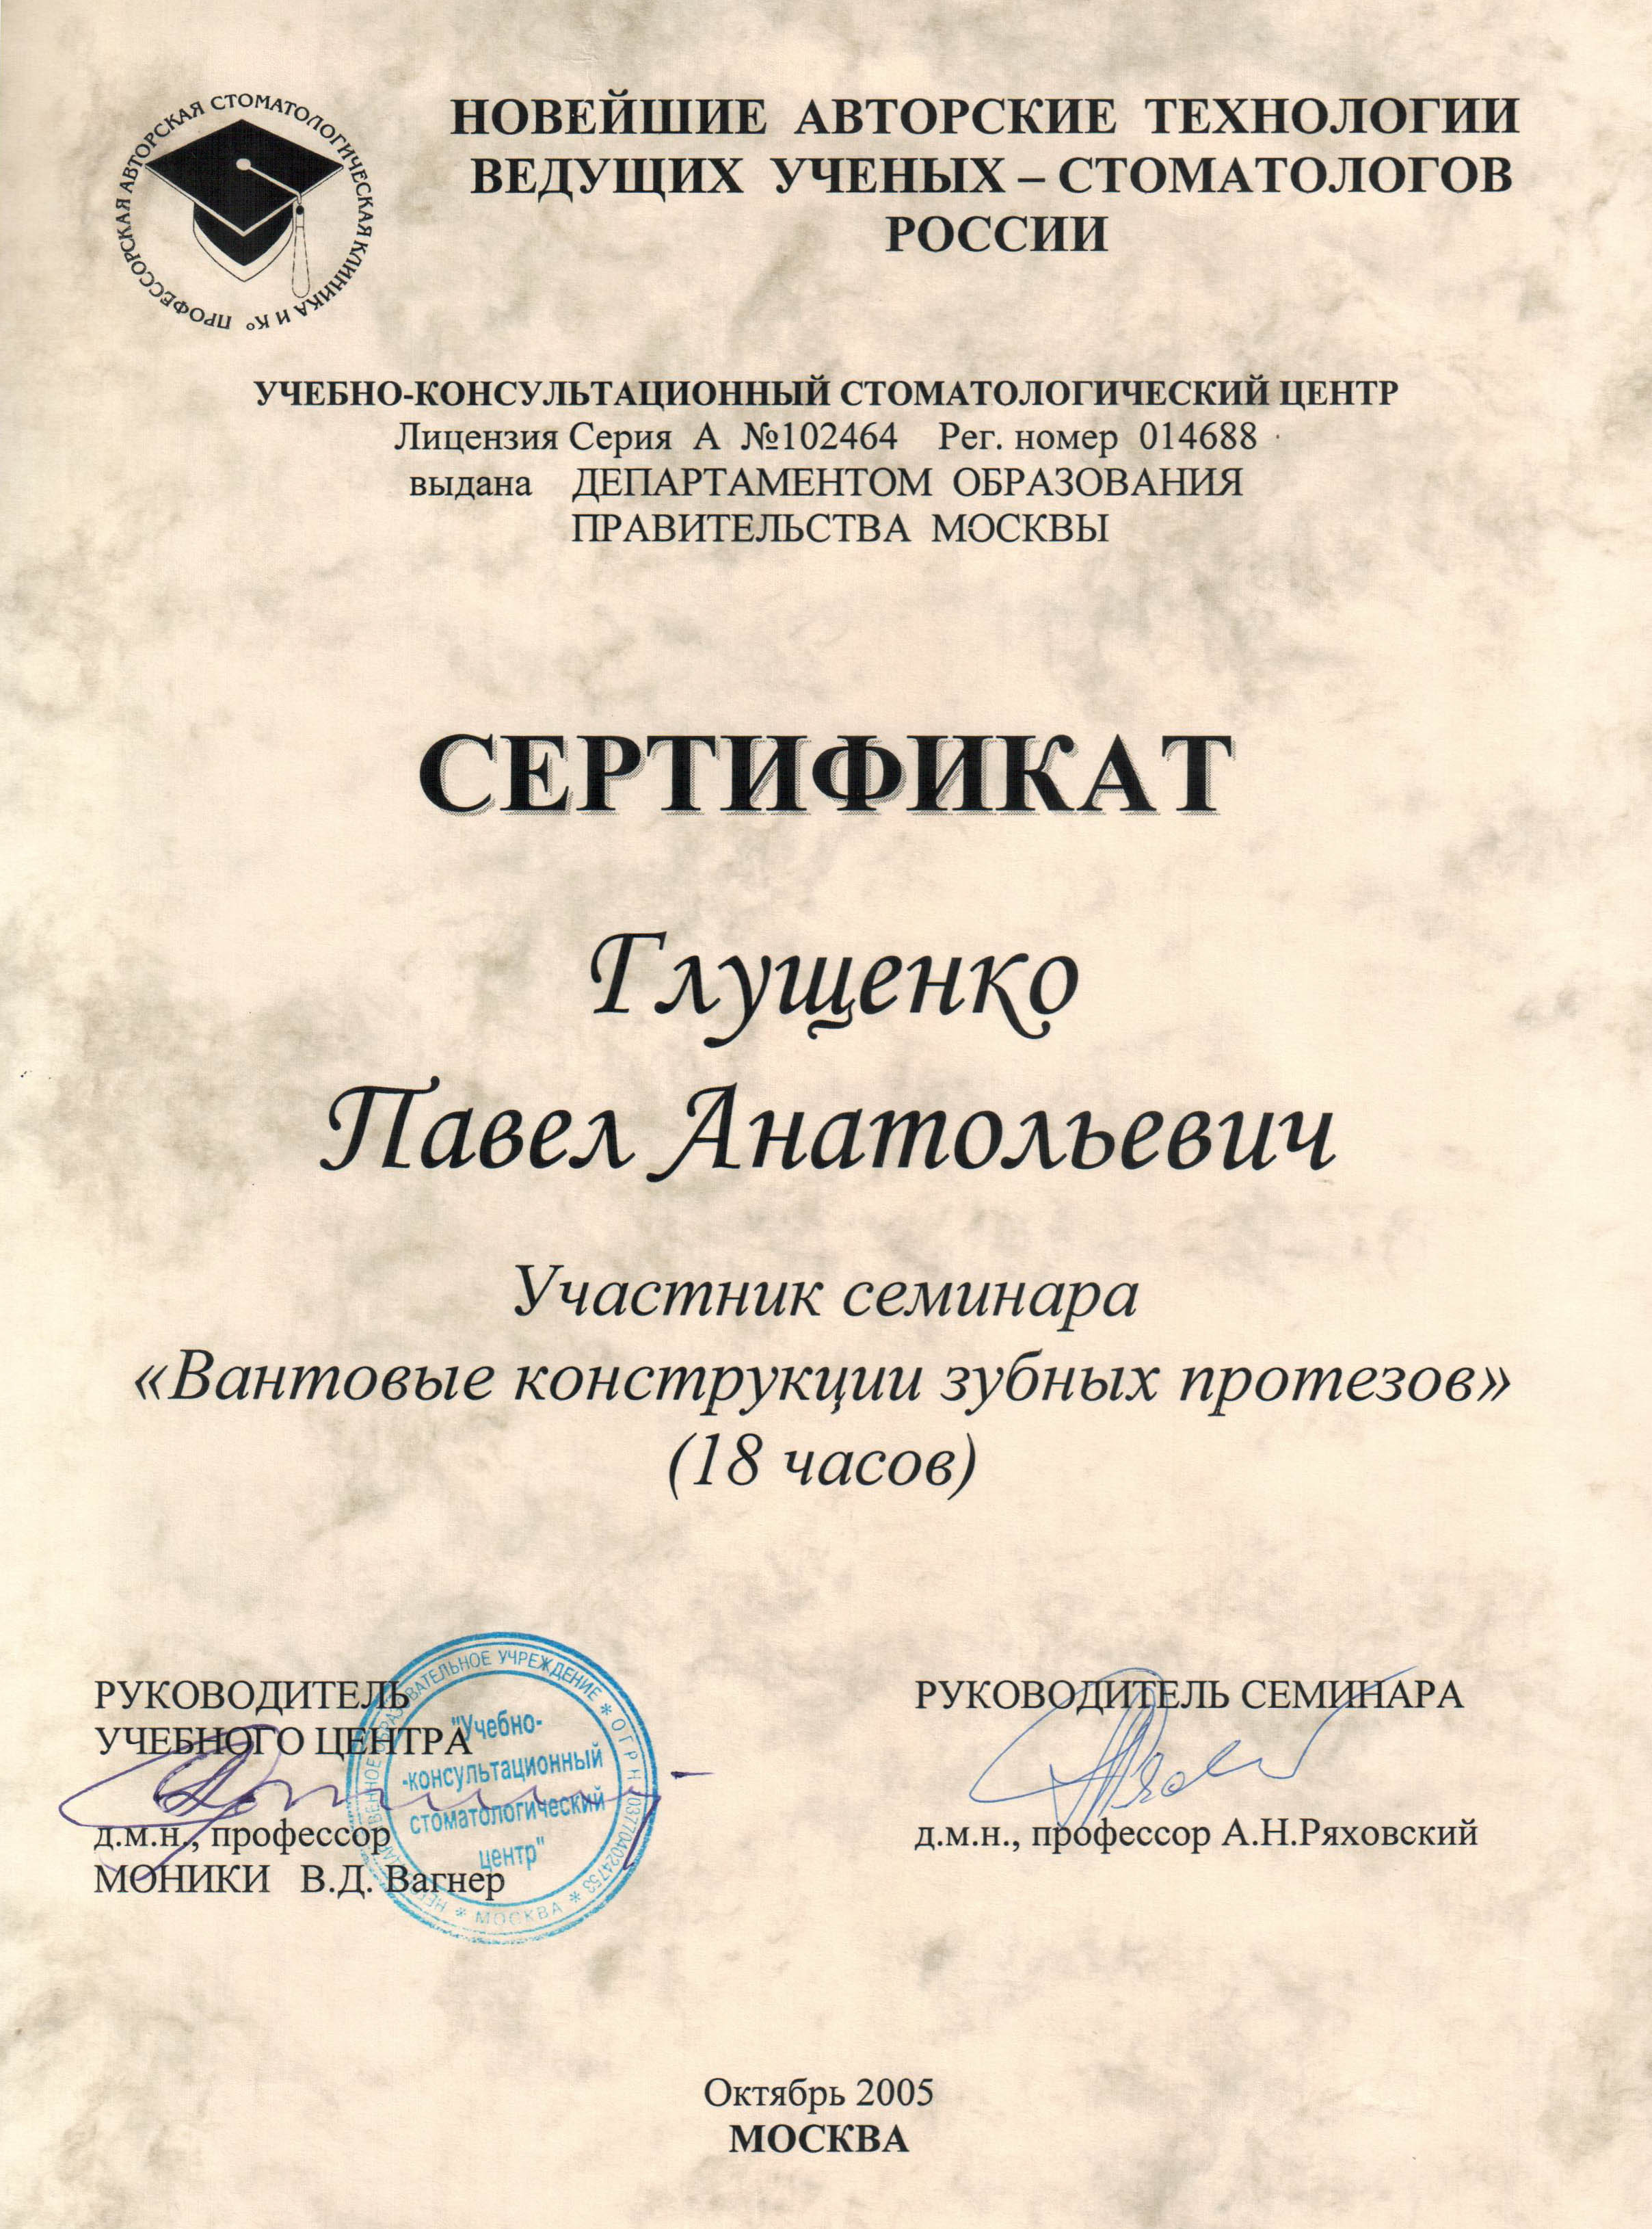 ПРОФЕССОРСКАЯ АВТОРСКАЯ СТОМАТОЛОГИЧЕСКАЯ КЛИНИКА И Кº
НОВЕЙШИЕ АВТОРСКИЕ ТЕХНОЛОГИИ
ВЕДУЩИХ УЧЕНЫХ – СТОМАТОЛОГОВ
РОССИИ
УЧЕБНО-КОНСУЛЬТАЦИОННЫЙ СТОМАТОЛОГИЧЕСКИЙ ЦЕНТР
Лицензия Серия А №102464 Рег. номер 014688
выдана ДЕПАРТАМЕНТОМ ОБРАЗОВАНИЯ
ПРАВИТЕЛЬСТВА МОСКВЫ
СЕРТИФИКАТ
Глущенко
Павел Анатольевич
Участник семинара
«Вантовые конструкции зубных протезов»
(18 часов)
РУКОВОДИТЕЛЬ
УЧЕБНОГО ЦЕНТРА
д.м.н., профессор
МОНИКИ В.Д. Вагнер
ОБРАЗОВАТЕЛЬНОЕ УЧРЕЖДЕНИЕ * ОГРН 1037704024753 * МОСКВА *
"Учебно-
-консультационный
стоматологический
центр"
РУКОВОДИТЕЛЬ СЕМИНАРА
д.м.н., профессор А.Н.Ряховский
Октябрь 2005
МОСКВА